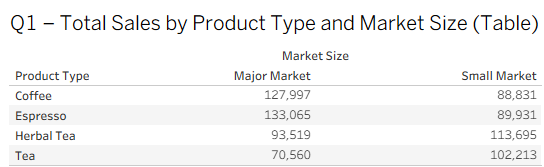 Q1 – Total Sales by Product Type and Market Size (Table)
Market Size
Product Type Major Market Small Market
Coffee 127,997 88,831
Espresso 133,065 89,931
Herbal Tea 93,519 113,695
Tea 70,560 102,213